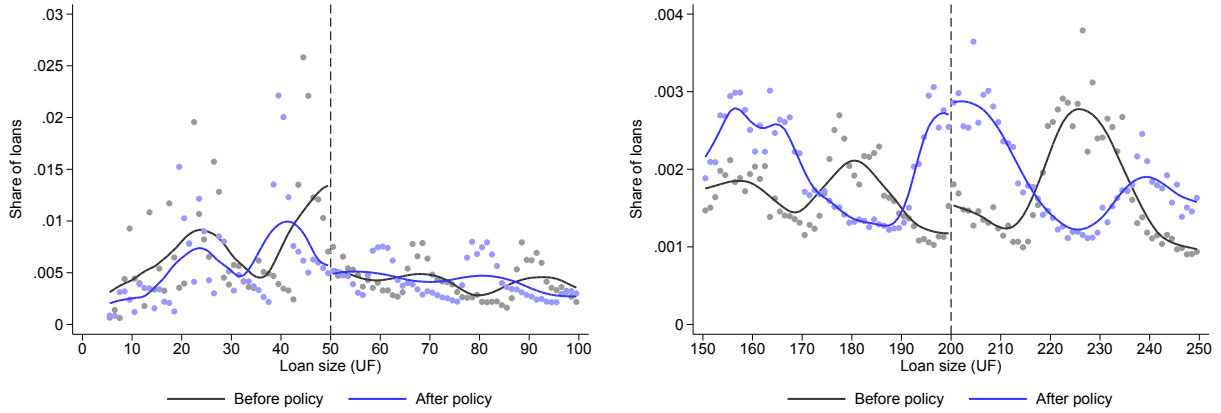 Share of loans
.03
.025
.02
.015
.01
.005
0
0 10 20 30 40 50 60 70 80 90 100
Loan size (UF)
Before policy After policy
Share of loans
.004
.003
.002
.001
0
150 160 170 180 190 200 210 220 230 240 250
Loan size (UF)
Before policy After policy